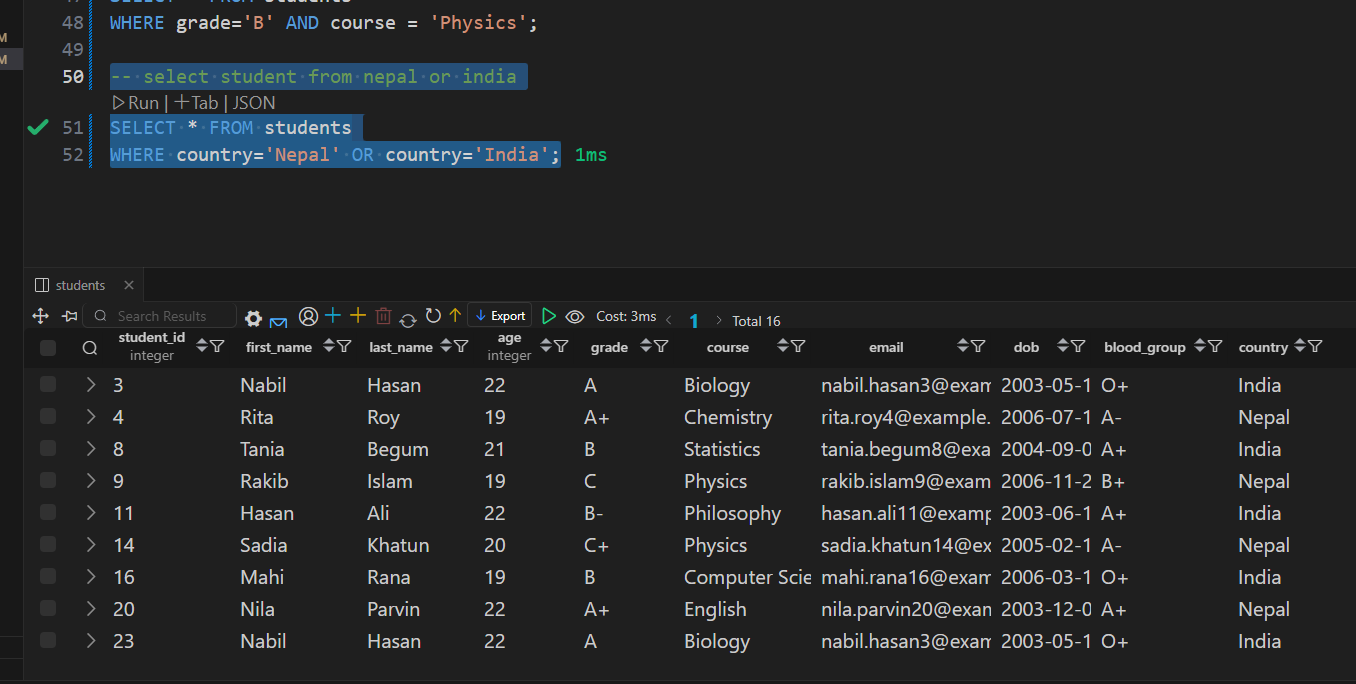 48 WHERE grade='B' AND course = 'Physics';
49
50 -- select student from nepal or india
Run | Tab | JSON
51 SELECT * FROM students
52 WHERE country='Nepal' OR country='India'; 1ms
students
Search Results Export Cost: 3ms 1 Total 16
student_id integer first_name last_name age integer grade course email dob blood_group country
3 Nabil Hasan 22 A Biology nabil.hasan3@exam 2003-05-1 O+ India
4 Rita Roy 19 A+ Chemistry rita.roy4@example. 2006-07-1 A- Nepal
8 Tania Begum 21 B Statistics tania.begum8@exa 2004-09-0 A+ India
9 Rakib Islam 19 C Physics rakib.islam9@exam 2006-11-2 B+ Nepal
11 Hasan Ali 22 B- Philosophy hasan.ali11@examp 2003-06-1 A+ India
14 Sadia Khatun 20 C+ Physics sadia.khatun14@ex 2005-02-1 A- Nepal
16 Mahi Rana 19 B Computer Scie mahi.rana16@exam 2006-03-1 O+ India
20 Nila Parvin 22 A+ English nila.parvin20@exan 2003-12-0 A+ Nepal
23 Nabil Hasan 22 A Biology nabil.hasan3@exam 2003-05-1 O+ India